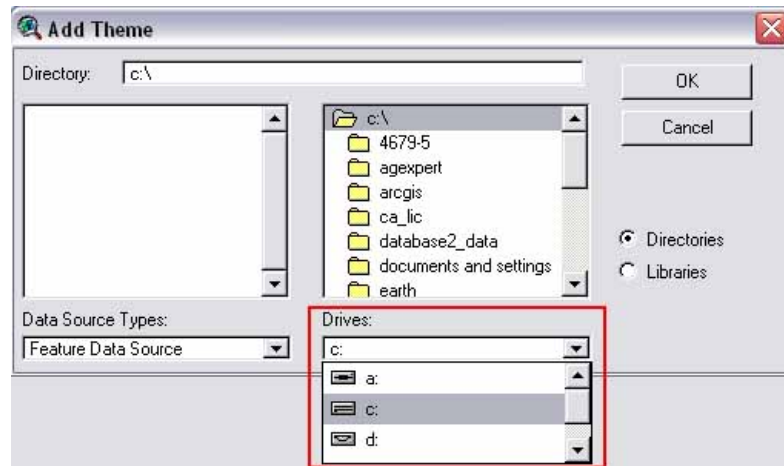 Add Theme
Directory: c:\
OK
Cancel
c:\
4679-5
agexpert
arcgis
ca_lic
database2_data
documents and settings
earth
Directories
Libraries
Data Source Types:
Feature Data Source
Drives:
c:
a:
c:
d: